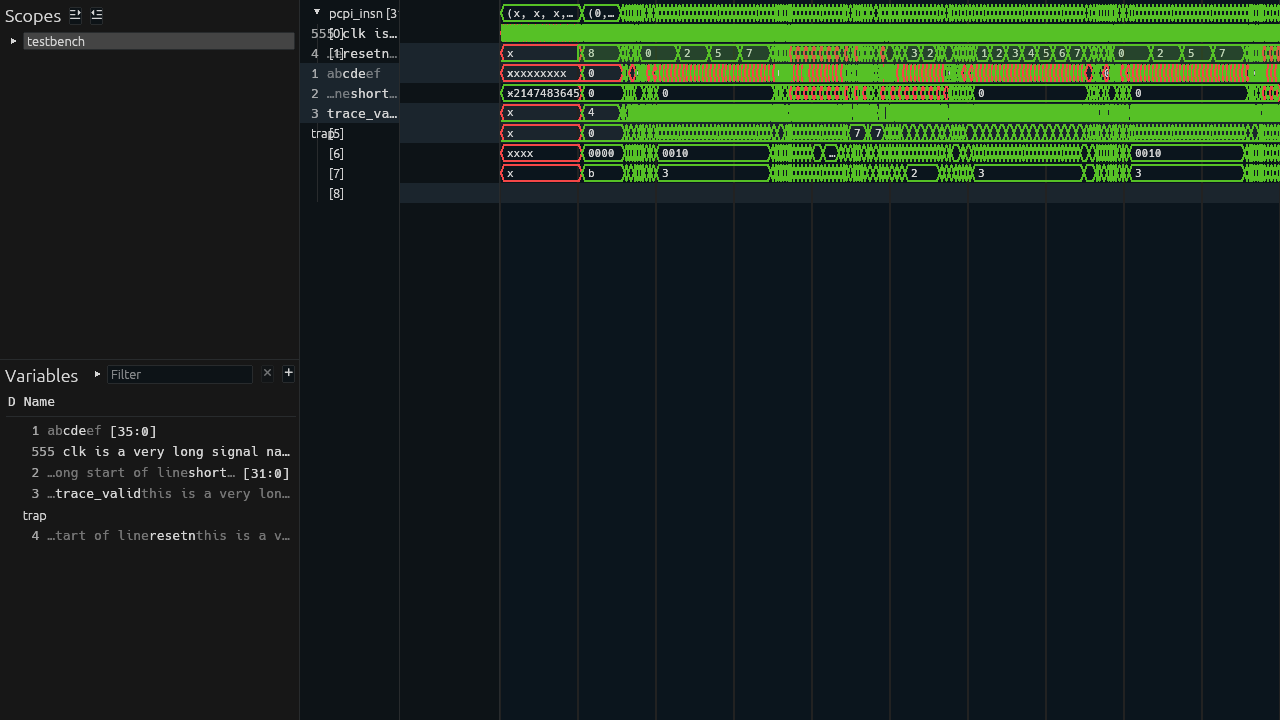 Scopes
testbench
Variables
Filter
D Name
1 abcdeef [35:0]
555 clk is a very long signal na…
2 …ong start of lineshort… [31:0]
3 …trace_validthis is a very lon…
trap
4 …tart of lineresetnthis is a v…
pcpi_insn [3
[0] clk is…
4 [1] resetn…
1 abcdeef
2 …neshort…
3 trace_va…
trap [5]
[6]
[7]
[8]
(x, x, x,… (0,…
x 8 0 2 5 7 3 2 1 2 3 4 5 6 7 0 2 5 7
xxxxxxxxx 0
x2147483645 0 0 0 0
x 4
x 0 7 7
xxxx 0000 0010 … 0010
x b 3 2 3 3